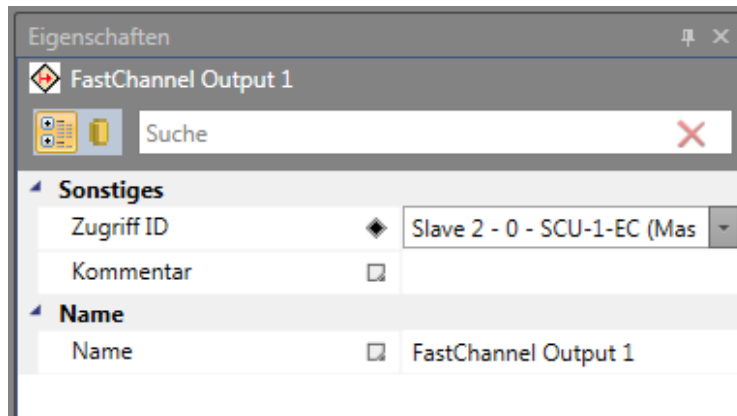 Eigenschaften
FastChannel Output 1
Suche
Sonstiges
Zugriff ID Slave 2 - 0 - SCU-1-EC (Mas
Kommentar
Name
Name FastChannel Output 1